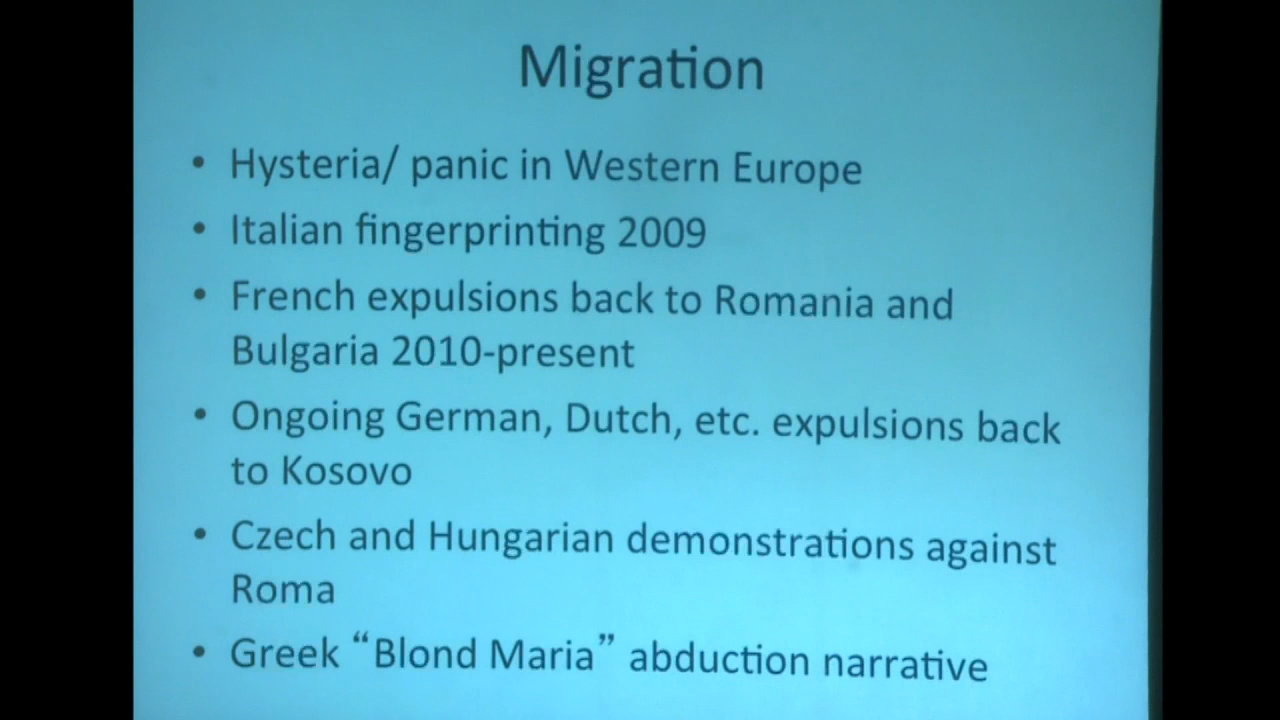 Migration
• Hysteria/ panic in Western Europe
• Italian fingerprinting 2009
• French expulsions back to Romania and
Bulgaria 2010-present
• Ongoing German, Dutch, etc. expulsions back
to Kosovo
• Czech and Hungarian demonstrations against
Roma
• Greek “Blond Maria” abduction narrative